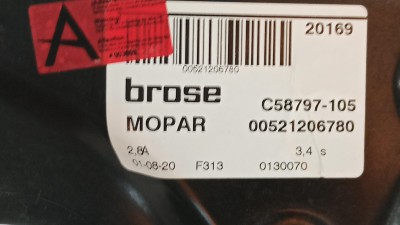 20169
A
00521206780
brose
C58797-105
MOPAR
00521206780
2,8A
3,4 s
01-08-20
F313
0130070